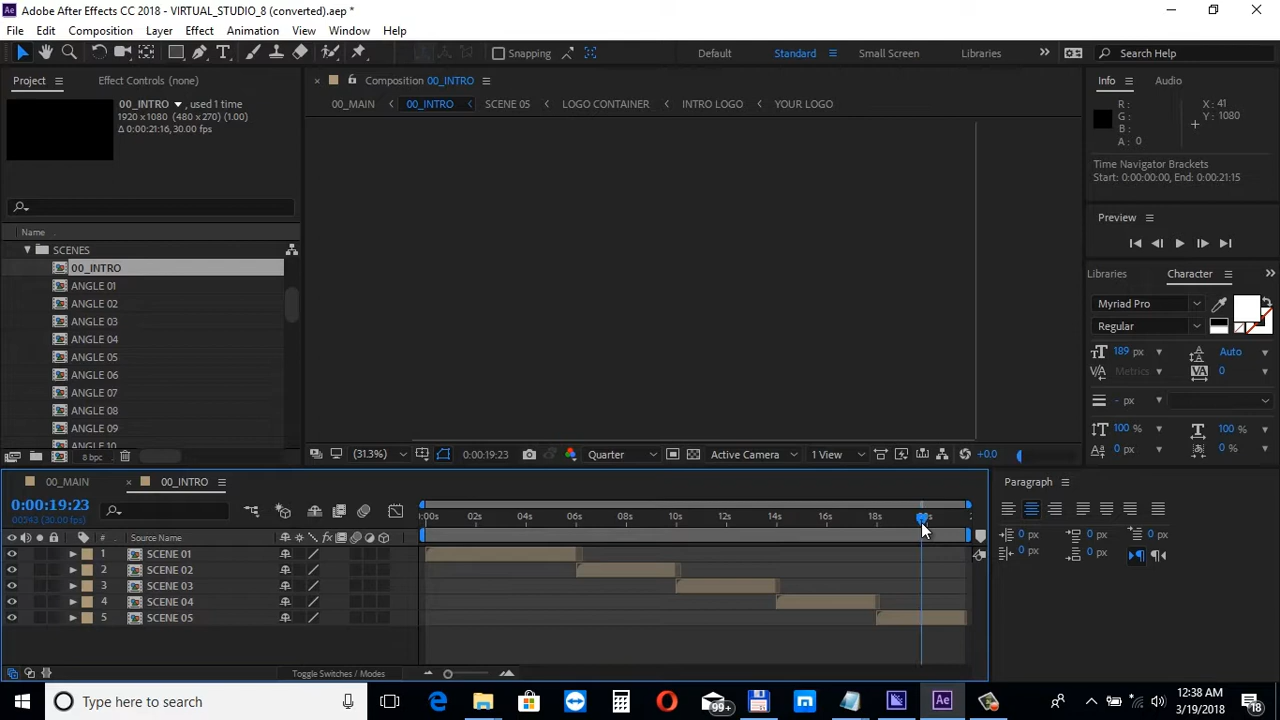 Adobe After Effects CC 2018 - VIRTUAL_STUDIO_8 (converted).aep *
File Edit Composition Layer Effect Animation View Window Help
Snapping Default Standard Small Screen Libraries Search Help
Project Effect Controls (none) Composition 00_INTRO Info Audio
00_INTRO , used 1 time
1920 x 1080 (480 x 270) (1.00)
Δ 0:00:21:16, 30.00 fps
00_MAIN 00_INTRO SCENE 05 LOGO CONTAINER INTRO LOGO YOUR LOGO
R : X : 41
G : Y : 1080
B :
A : 0
Time Navigator Brackets
Start: 0:00:00:00, End: 0:00:21:15
Preview
Name
SCENES
00_INTRO
ANGLE 01
ANGLE 02
ANGLE 03
ANGLE 04
ANGLE 05
ANGLE 06
ANGLE 07
ANGLE 08
ANGLE 09
ANGLE 10
Libraries Character
Myriad Pro
Regular
189 px Auto
Metrics 0
- px
100 % 100 %
0 px 0 %
8 bpc (31.3%) 0:00:19:23 Quarter Active Camera 1 View +0.0
00_MAIN 00_INTRO Paragraph
0:00:19:23
00593 (30.00 fps)
:00s 02s 04s 06s 08s 10s 12s 14s 16s 18s
Source Name
1 SCENE 01
2 SCENE 02
3 SCENE 03
4 SCENE 04
5 SCENE 05
0 px 0 px 0 px
0 px 0 px
Toggle Switches / Modes
Type here to search 99+ 12:38 AM
3/19/2018 18